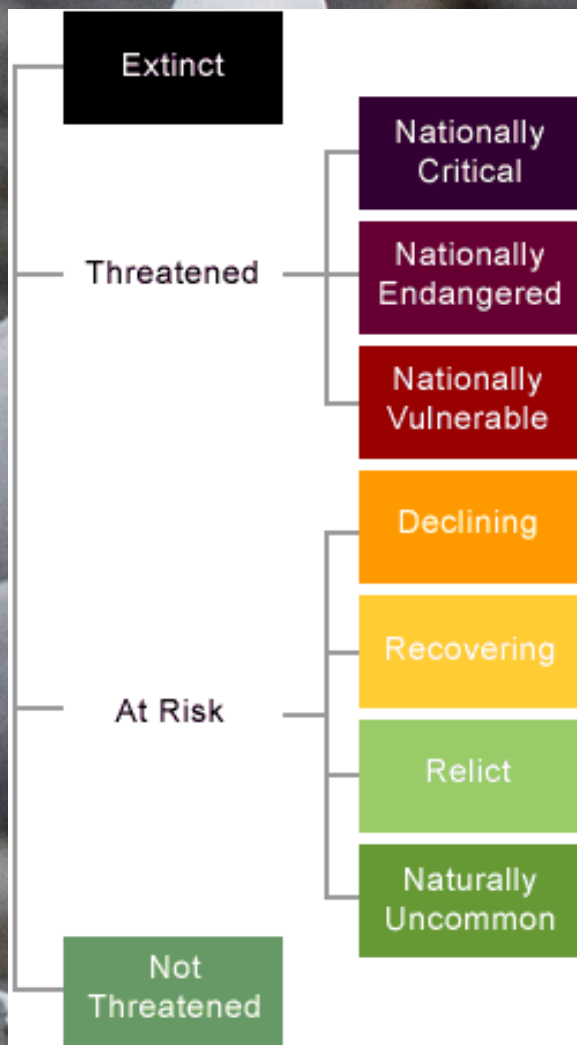 Extinct
Threatened
Nationally
Critical
Nationally
Endangered
Nationally
Vulnerable
At Risk
Declining
Recovering
Relict
Naturally
Uncommon
Not
Threatened